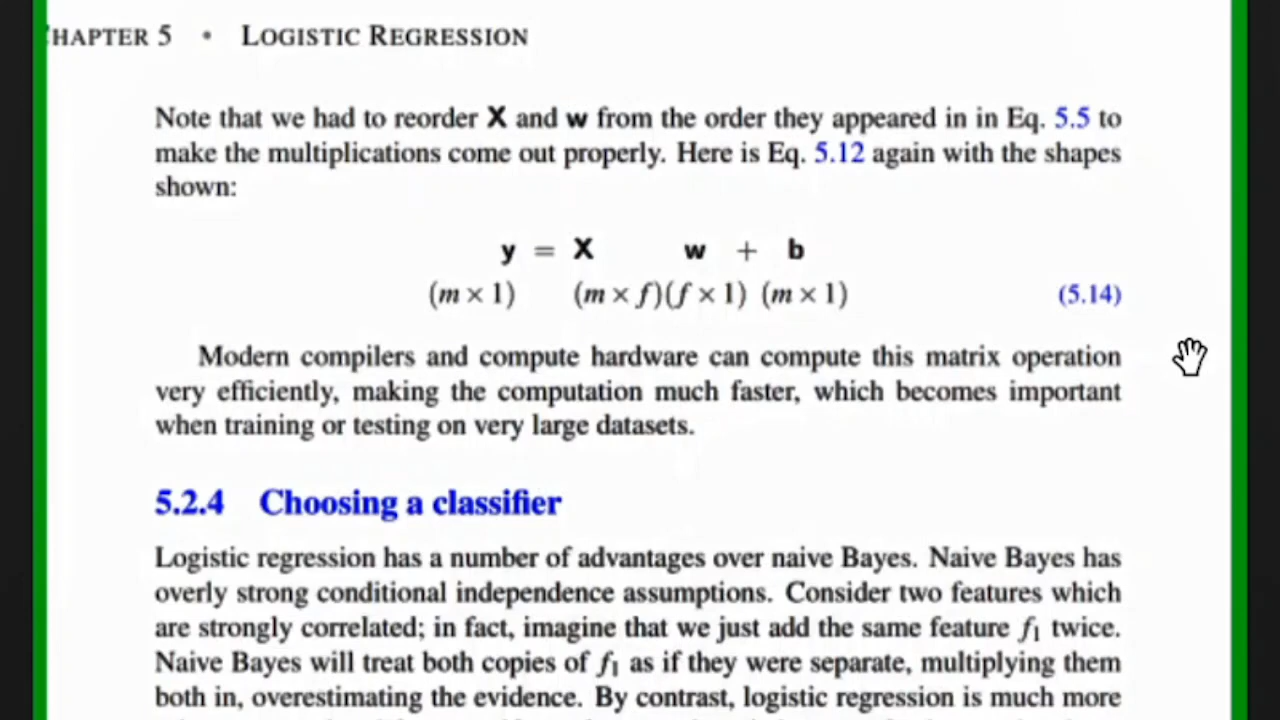 HAPTER 5 • LOGISTIC REGRESSION
Note that we had to reorder X and w from the order they appeared in in Eq. 5.5 to
make the multiplications come out properly. Here is Eq. 5.12 again with the shapes
shown:
y = X w + b
(m × 1) (m × f)(f × 1) (m × 1) (5.14)
Modern compilers and compute hardware can compute this matrix operation
very efficiently, making the computation much faster, which becomes important
when training or testing on very large datasets.
5.2.4 Choosing a classifier
Logistic regression has a number of advantages over naive Bayes. Naive Bayes has
overly strong conditional independence assumptions. Consider two features which
are strongly correlated; in fact, imagine that we just add the same feature f₁ twice.
Naive Bayes will treat both copies of f₁ as if they were separate, multiplying them
both in, overestimating the evidence. By contrast, logistic regression is much more